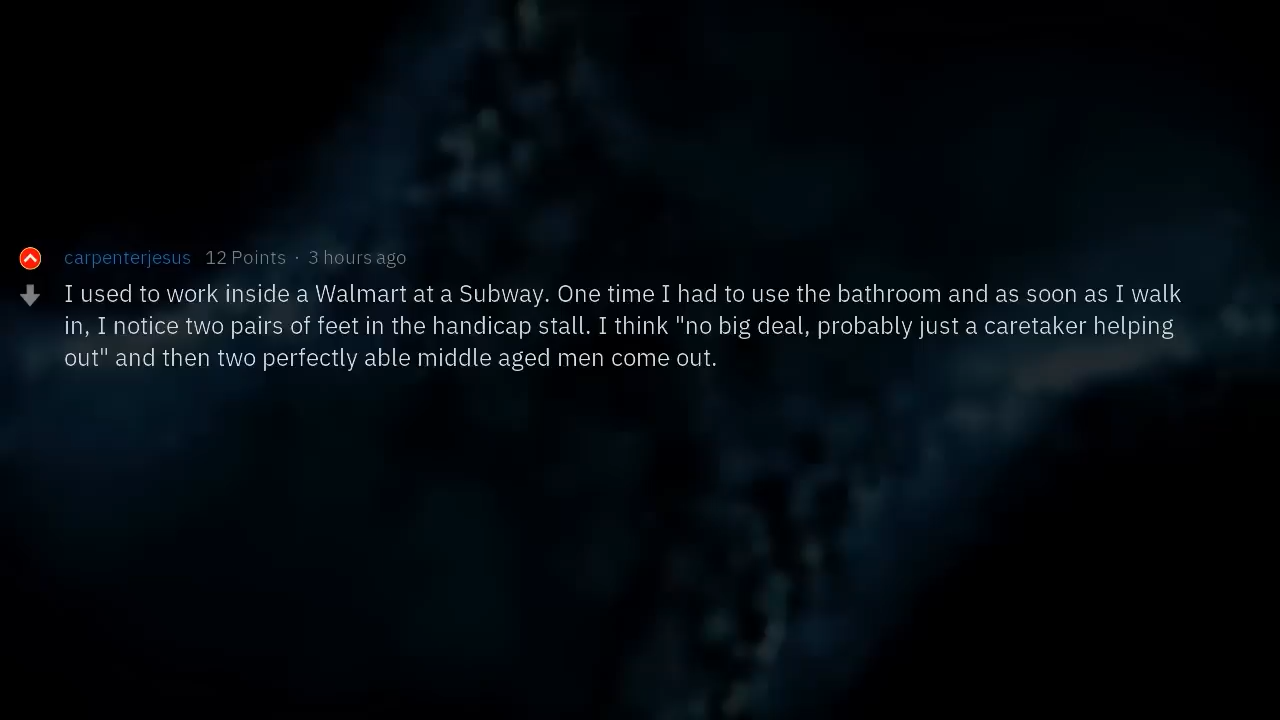 carpenterjesus 12 Points · 3 hours ago
I used to work inside a Walmart at a Subway. One time I had to use the bathroom and as soon as I walk
in, I notice two pairs of feet in the handicap stall. I think "no big deal, probably just a caretaker helping
out" and then two perfectly able middle aged men come out.